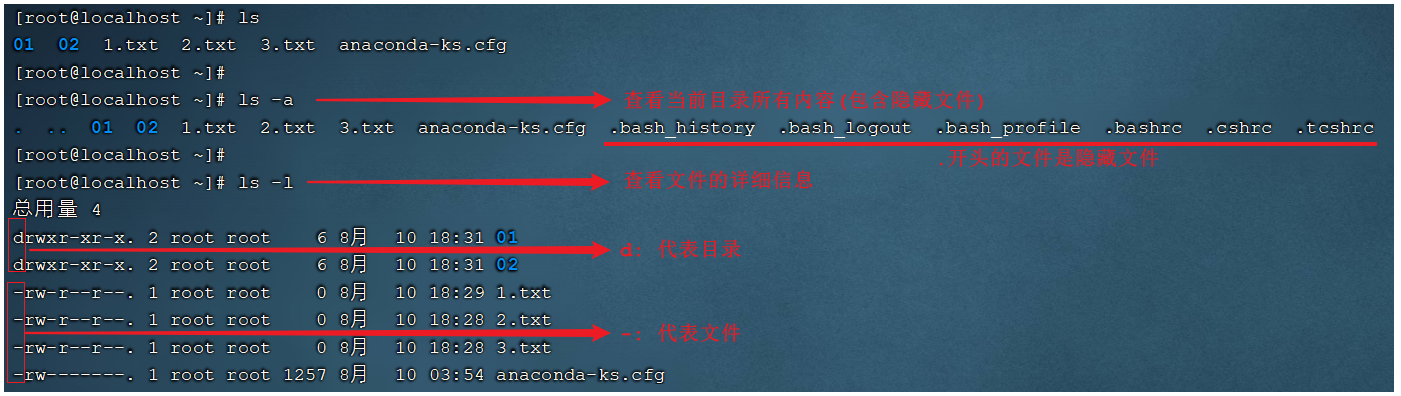 [root@localhost ~]# ls
01 02 1.txt 2.txt 3.txt anaconda-ks.cfg
[root@localhost ~]#
[root@localhost ~]# ls -a 查看当前目录所有内容(包含隐藏文件)
. .. 01 02 1.txt 2.txt 3.txt anaconda-ks.cfg .bash_history .bash_logout .bash_profile .bashrc .cshrc .tcshrc
[root@localhost ~]# .开头的文件是隐藏文件
[root@localhost ~]# ls -l 查看文件的详细信息
总用量 4
drwxr-xr-x. 2 root root 6 8月 10 18:31 01 d: 代表目录
drwxr-xr-x. 2 root root 6 8月 10 18:31 02
-rw-r--r--. 1 root root 0 8月 10 18:29 1.txt
-rw-r--r--. 1 root root 0 8月 10 18:28 2.txt -: 代表文件
-rw-r--r--. 1 root root 0 8月 10 18:28 3.txt
-rw-------. 1 root root 1257 8月 10 03:54 anaconda-ks.cfg